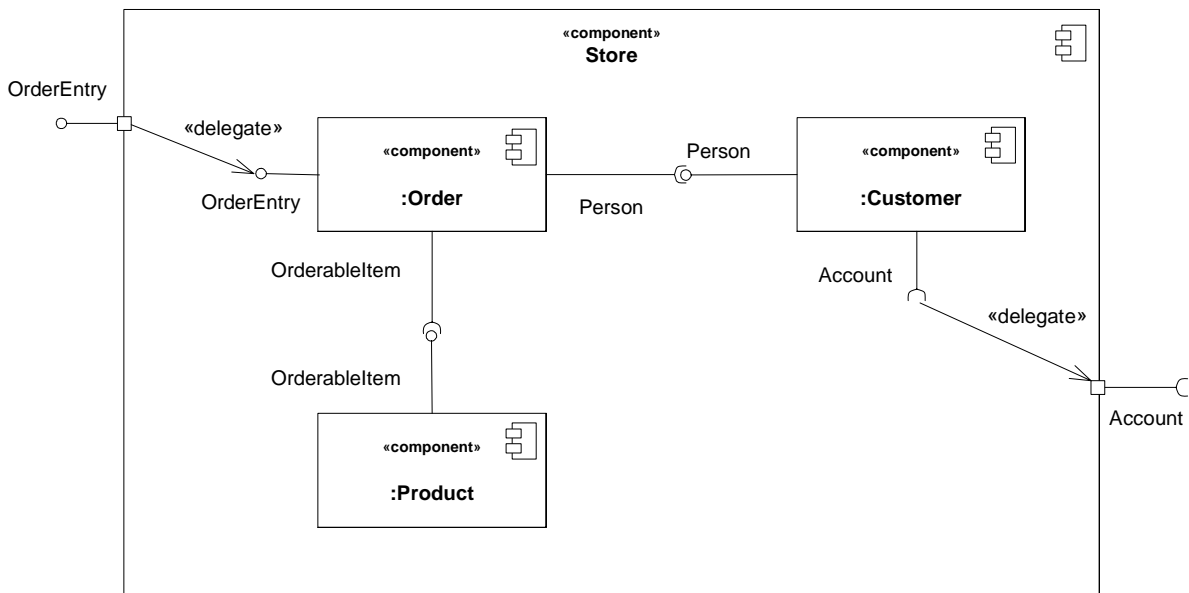 «component»
Store
OrderEntry
«delegate»
OrderEntry
«component»
:Order
Person
Person
«component»
:Customer
OrderableItem
Account
«delegate»
OrderableItem
Account
«component»
:Product